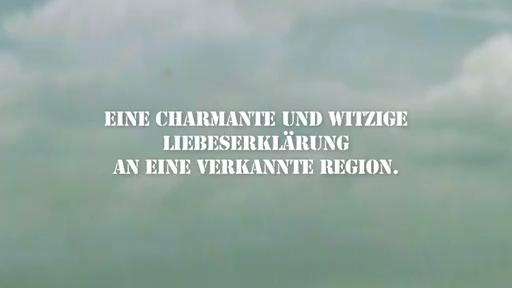 EINE CHARMANTE UND WITZIGE
LIEBESERKLÄRUNG
AN EINE VERKANNTE REGION.